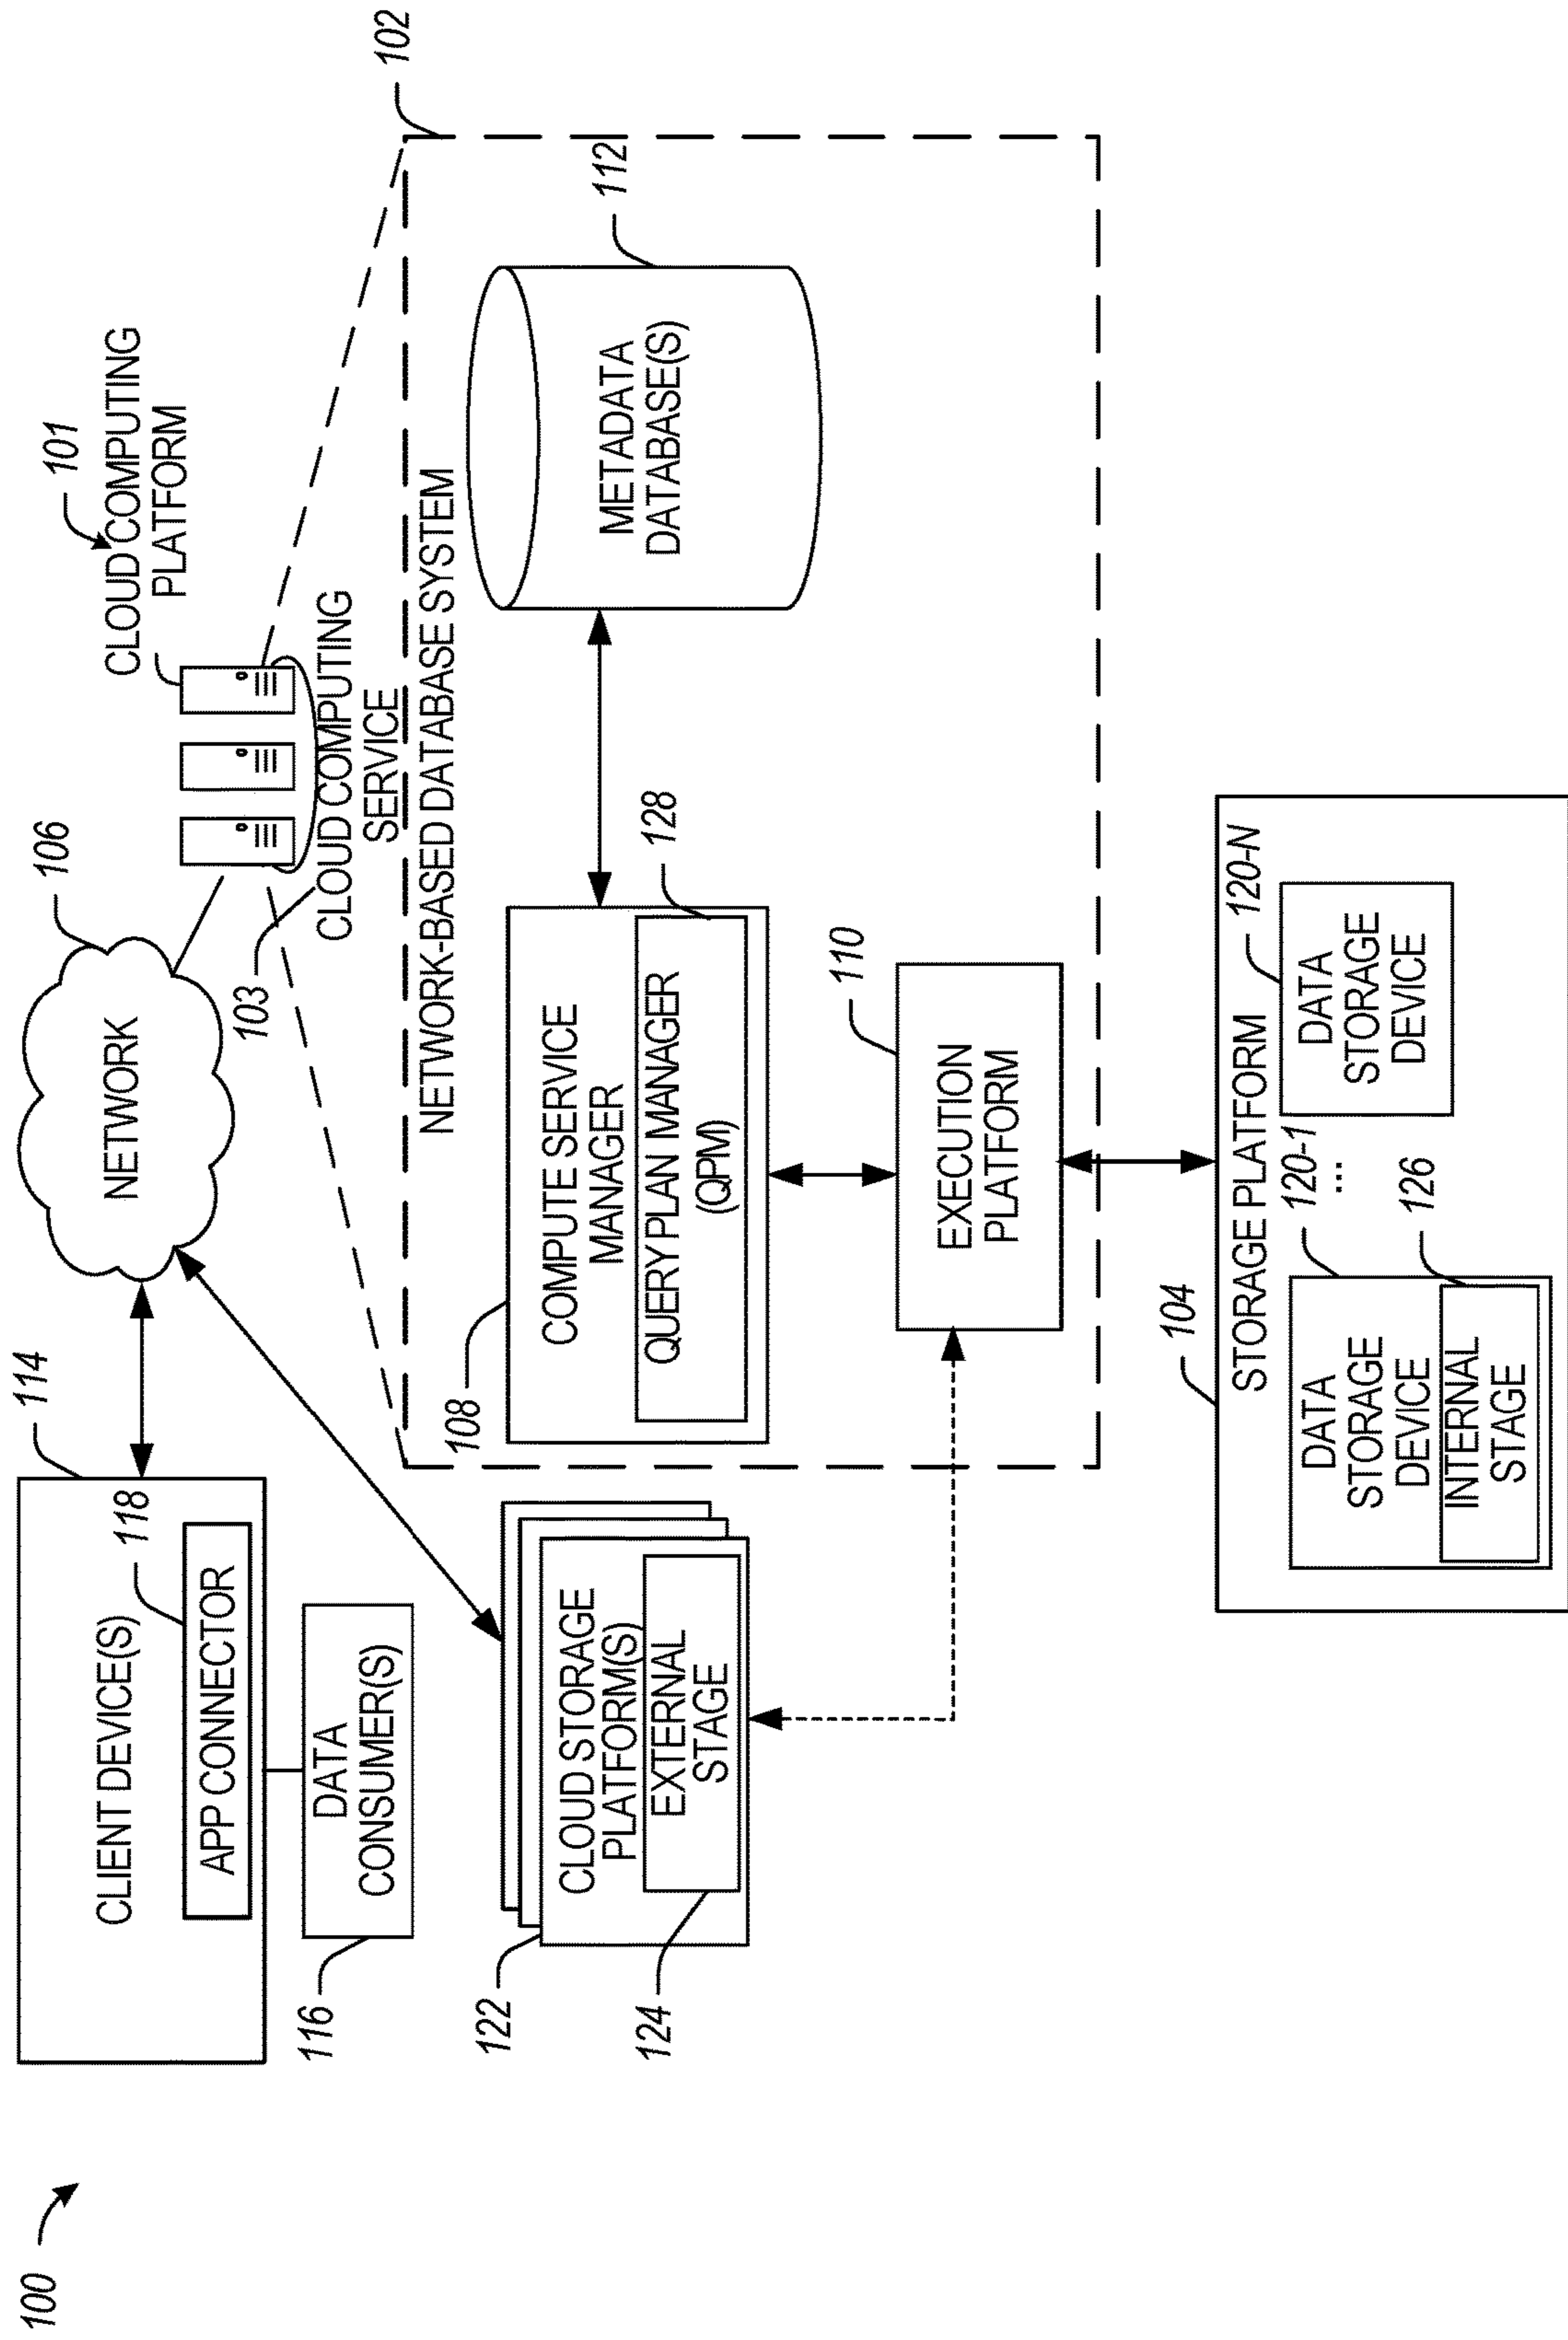 100
114
CLIENT DEVICE(S)
118
APP CONNECTOR
DATA
CONSUMER(S)
116
NETWORK
106
101
CLOUD COMPUTING
PLATFORM
103
CLOUD COMPUTING
SERVICE
102
NETWORK-BASED DATABASE SYSTEM
122
CLOUD STORAGE
PLATFORM(S)
EXTERNAL
STAGE
124
108
COMPUTE SERVICE
MANAGER
QUERY PLAN MANAGER
(QPM)
128
METADATA
DATABASE(S)
112
EXECUTION
PLATFORM
110
104
STORAGE PLATFORM
DATA
STORAGE
DEVICE
120-1
INTERNAL
STAGE
126
...
DATA
STORAGE
DEVICE
120-N